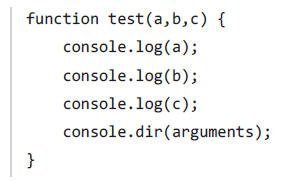 function test(a,b,c) {
    console.log(a);
    console.log(b);
    console.log(c);
    console.dir(arguments);
}